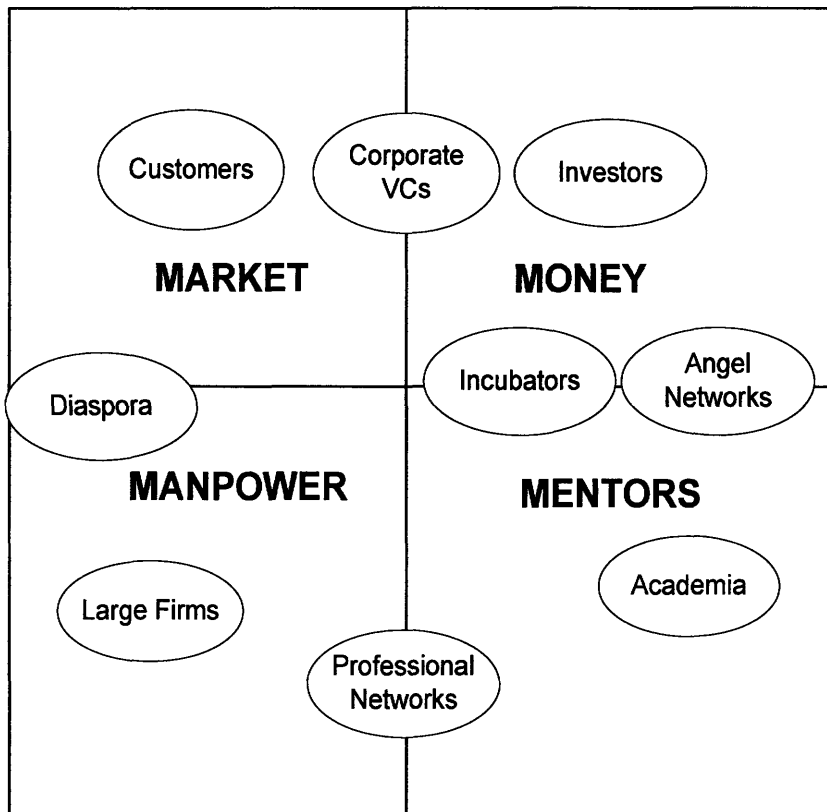 Customers
Corporate
VCs
Investors
MARKET
MONEY
Diaspora
Incubators
Angel
Networks
MANPOWER
MENTORS
Large Firms
Academia
Professional
Networks